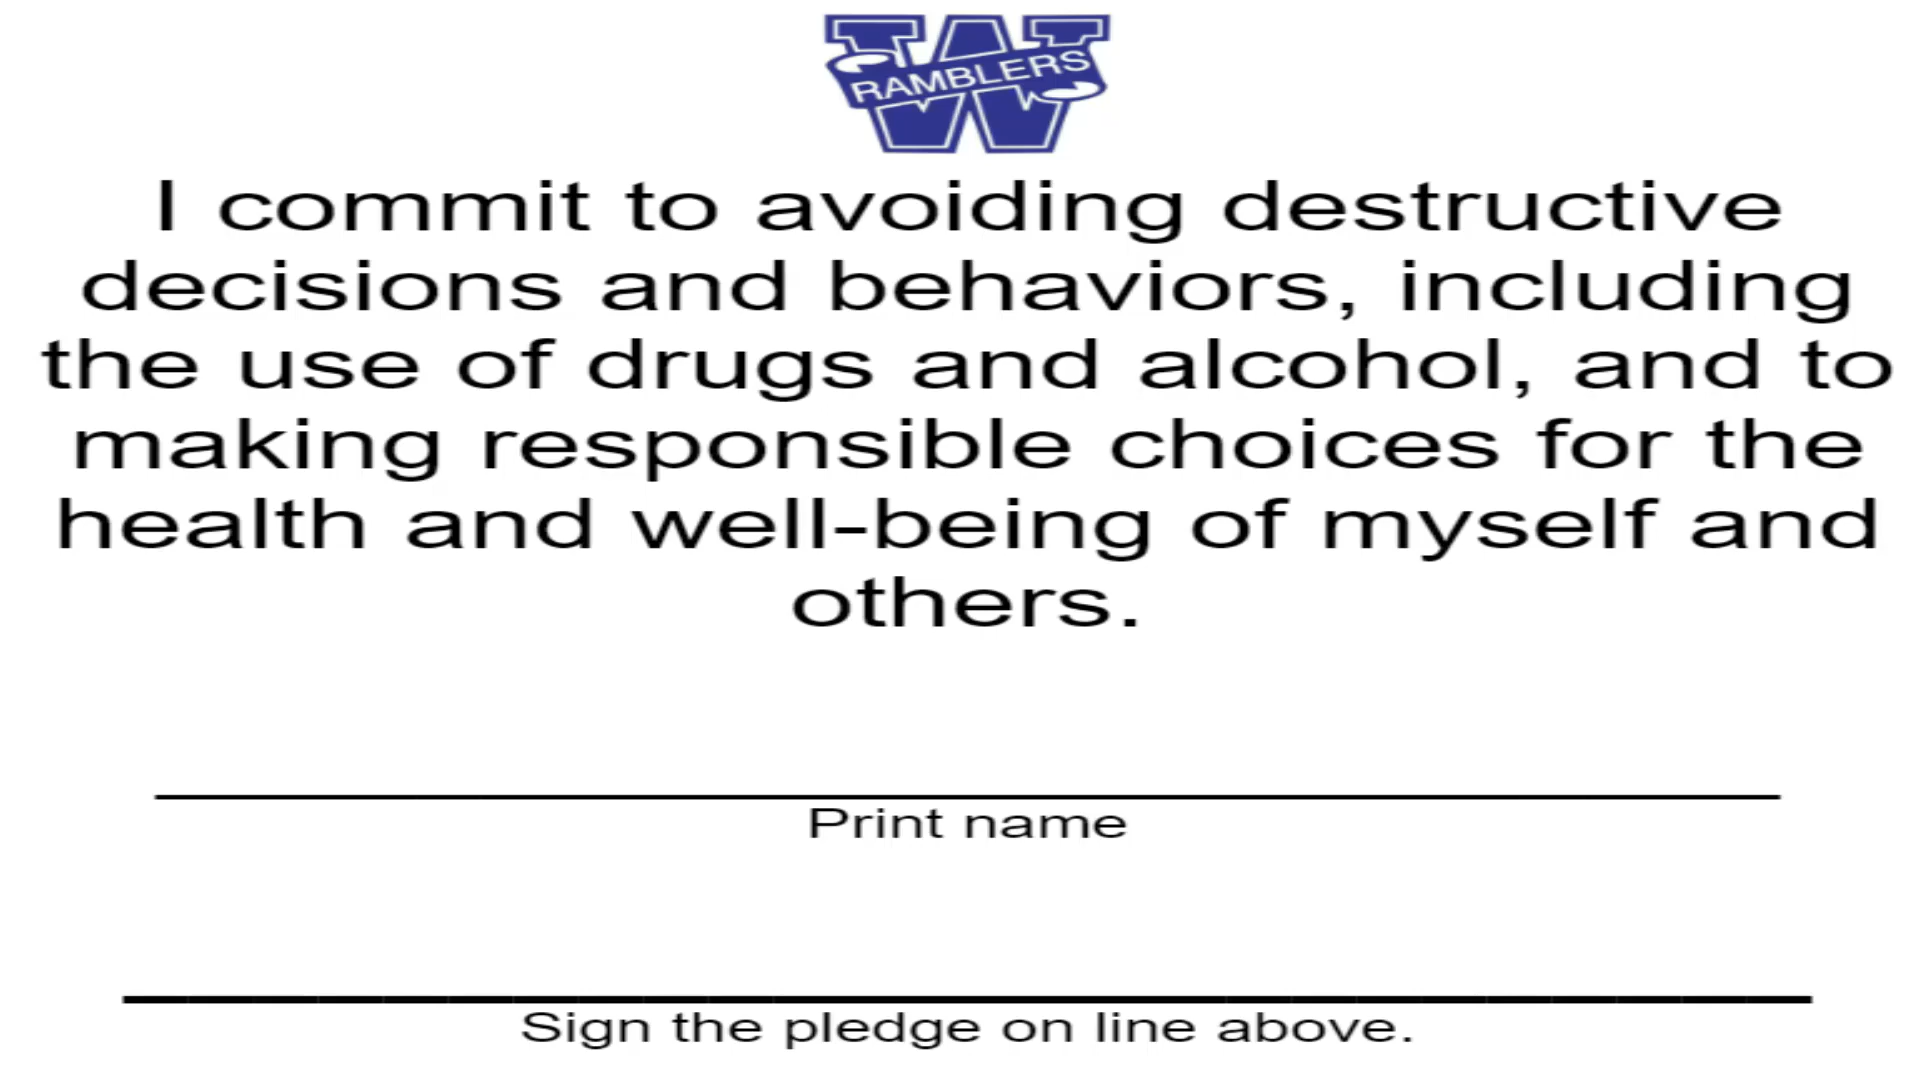 W
RAMBLERS
I commit to avoiding destructive
decisions and behaviors, including
the use of drugs and alcohol, and to
making responsible choices for the
health and well-being of myself and
others.
Print name
Sign the pledge on line above.